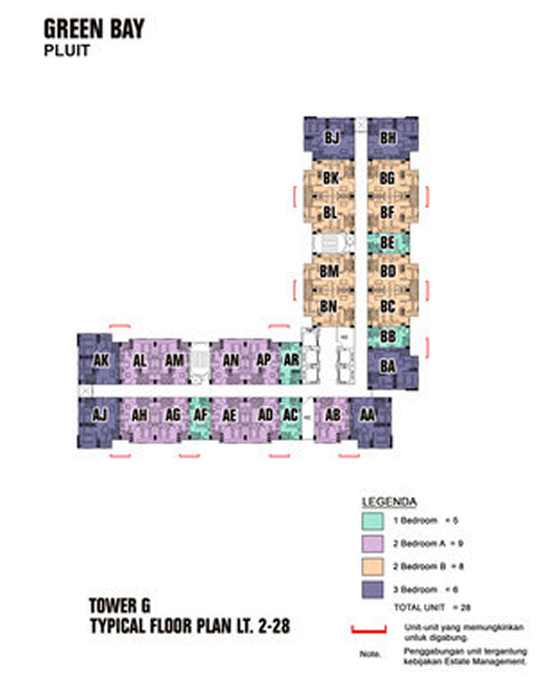 GREEN BAY
PLUIT
BJ BH
BK BG
BL BF
BE
BM BD
BN BC
BB
BA
AK AL AM AN AP AR
AJ AH AG AF AE AD AC AB AA
LEGENDA
1 Bedroom = 5
2 Bedroom A = 9
2 Bedroom B = 8
3 Bedroom = 6
TOTAL UNIT = 28
TOWER G
TYPICAL FLOOR PLAN LT. 2-28
Unit-unit yang memungkinkan
untuk digabung.
Note. Penggabungan unit tergantung
kebijakan Estate Management.